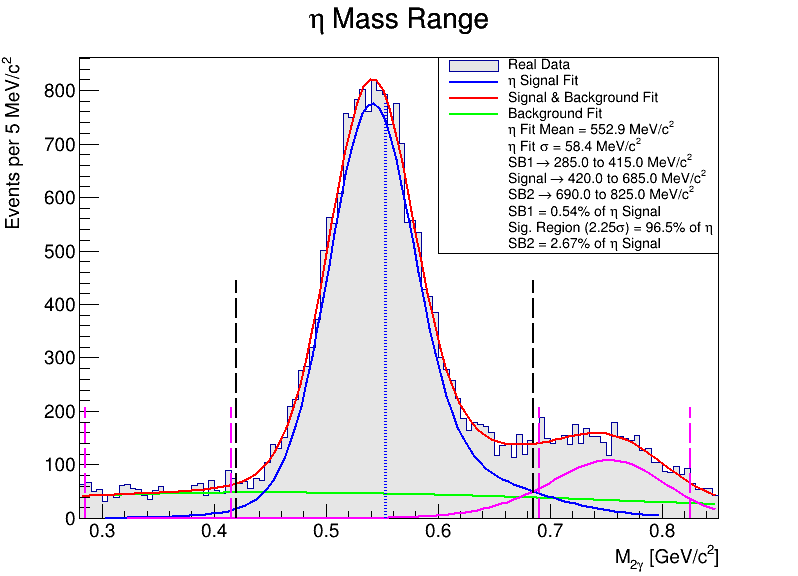 η Mass Range
Events per 5 MeV/c²
800
700
600
500
400
300
200
100
0
0.3 0.4 0.5 0.6 0.7 0.8
M₂γ [GeV/c²]
Real Data
η Signal Fit
Signal & Background Fit
Background Fit
η Fit Mean = 552.9 MeV/c²
η Fit σ = 58.4 MeV/c²
SB1 → 285.0 to 415.0 MeV/c²
Signal → 420.0 to 685.0 MeV/c²
SB2 → 690.0 to 825.0 MeV/c²
SB1 = 0.54% of η Signal
Sig. Region (2.25σ) = 96.5% of η
SB2 = 2.67% of η Signal